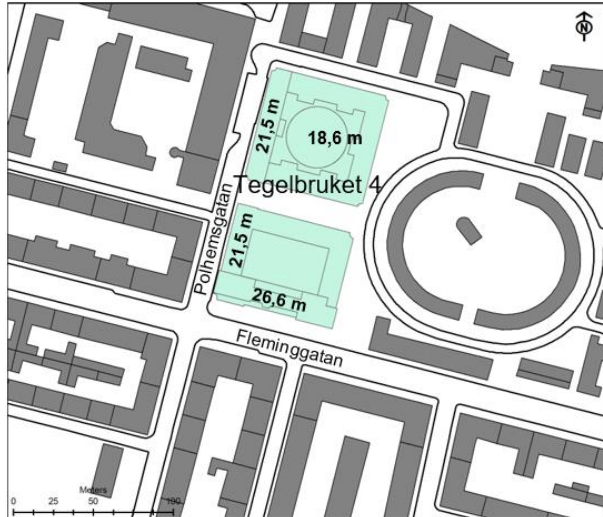 N
21,5 m
18,6 m
Tegelbruket 4
Polhemsgatan
21,5 m
26,6 m
Fleminggatan
Meters
0 25 50 100